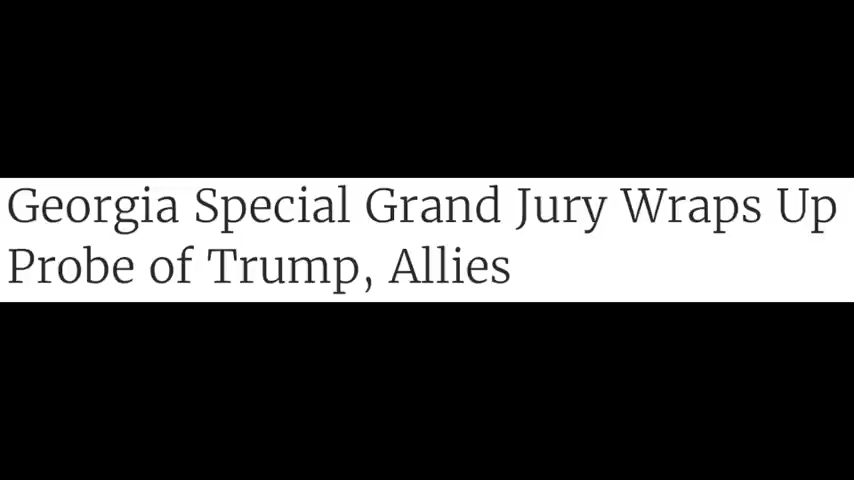 Georgia Special Grand Jury Wraps Up
Probe of Trump, Allies